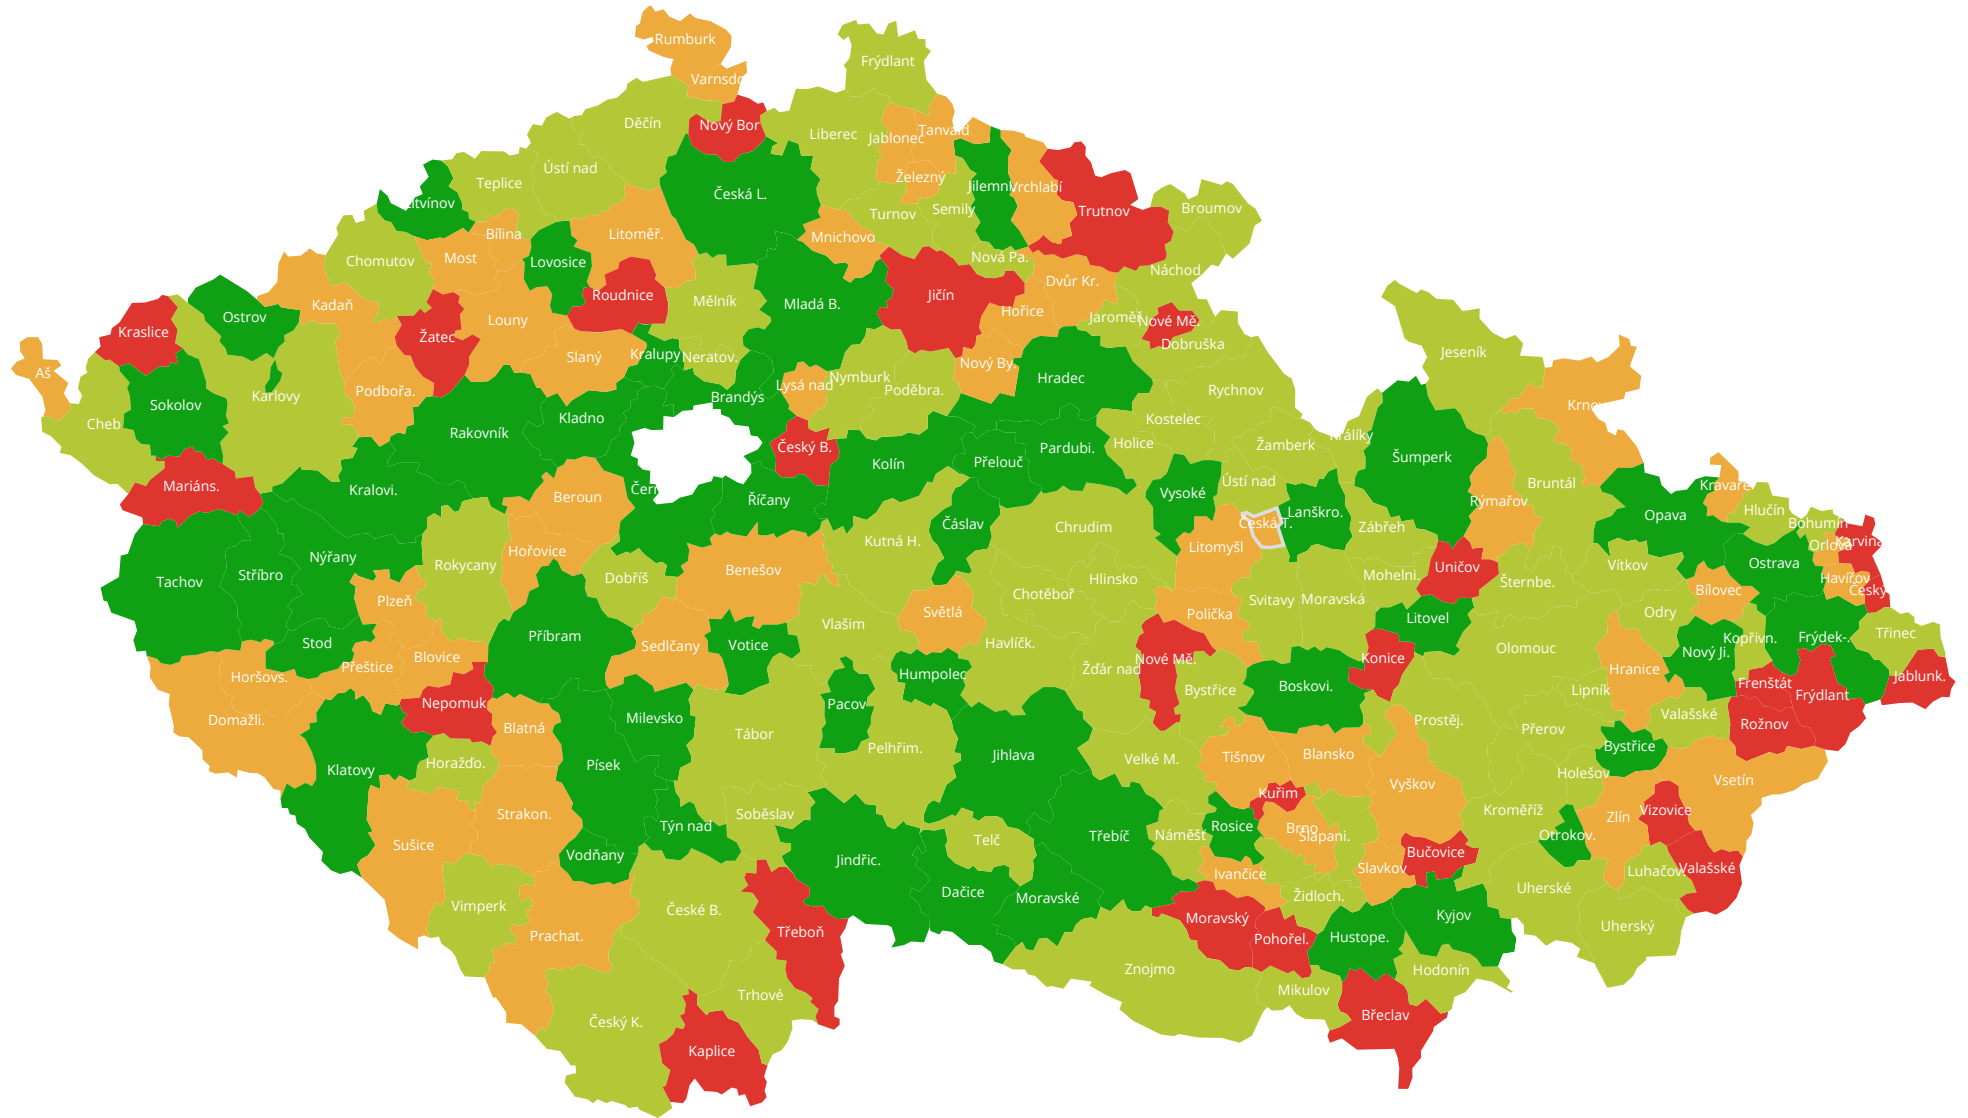 Rumburk
Frýdlant
Děčín
Nový Bor
Liberec
Jablonec
Tanvald
Ústí nad
Teplice
Česká L.
Železný
Vrchlabí
Semily
Turnov
Trutnov
Broumov
Bílina
Litoměř.
Mnichovo
Most
Lovosice
Chomutov
Nová Pa.
Náchod
Dvůr Kr.
Roudnice
Mělník
Mladá B.
Jičín
Kadaň
Hořice
Ostrov
Louny
Nové Mě.
Kraslice
Žatec
Dobruška
Jeseník
Slaný
Kralupy
Neratov.
Nový By.
Aš
Nymburk
Hradec
Lysá nad
Poděbra.
Rychnov
Podbořa.
Karlovy
Brandýs
Sokolov
Kladno
Kostelec
Cheb
Rakovník
Holice
Žamberk
Králíky
Český B.
Pardubi.
Šumperk
Kolín
Přelouč
Mariáns.
Kralovi.
Ústí nad
Bruntál
Vysoké
Beroun
Říčany
Rýmařov
Kravaře
Lanškro.
Opava
Hlučín
Čáslav
Chrudim
Česká T.
Zábřeh
Bohumín
Kutná H.
Litomyšl
Orlová
Karviná
Hořovice
Nýřany
Rokycany
Vítkov
Ostrava
Uničov
Stříbro
Tachov
Dobříš
Benešov
Hlinsko
Mohelni.
Šternbe.
Havířov
Český
Bílovec
Chotěboř
Plzeň
Svitavy
Moravská
Světlá
Polička
Odry
Litovel
Vlašim
Příbram
Frýdek-.
Třinec
Kopřivn.
Stod
Votice
Sedlčany
Havlíčk.
Olomouc
Nový Ji.
Blovice
Konice
Nové Mě.
Přeštice
Žďár nad
Hranice
Humpolec
Horšovs.
Jablunk.
Frenštát
Boskovi.
Bystřice
Lipník
Frýdlant
Nepomuk
Pacov
Valašské
Milevsko
Domažli.
Prostěj.
Rožnov
Blatná
Přerov
Tábor
Pelhřim.
Bystřice
Jihlava
Blansko
Tišnov
Velké M.
Horažďo.
Písek
Klatovy
Holešov
Vsetín
Vyškov
Kuřim
Kroměříž
Vizovice
Strakon.
Soběslav
Zlín
Týn nad
Rosice
Brno
Šlapani.
Třebíč
Náměšť
Otrokov.
Telč
Sušice
Vodňany
Bučovice
Jindřic.
Slavkov
Valašské
Luhačov.
Ivančice
Uherské
Dačice
Židloch.
Moravské
Vimperk
České B.
Kyjov
Moravský
Uherský
Třeboň
Prachat.
Hustope.
Pohořel.
Znojmo
Hodonín
Mikulov
Trhové
Břeclav
Český K.
Kaplice